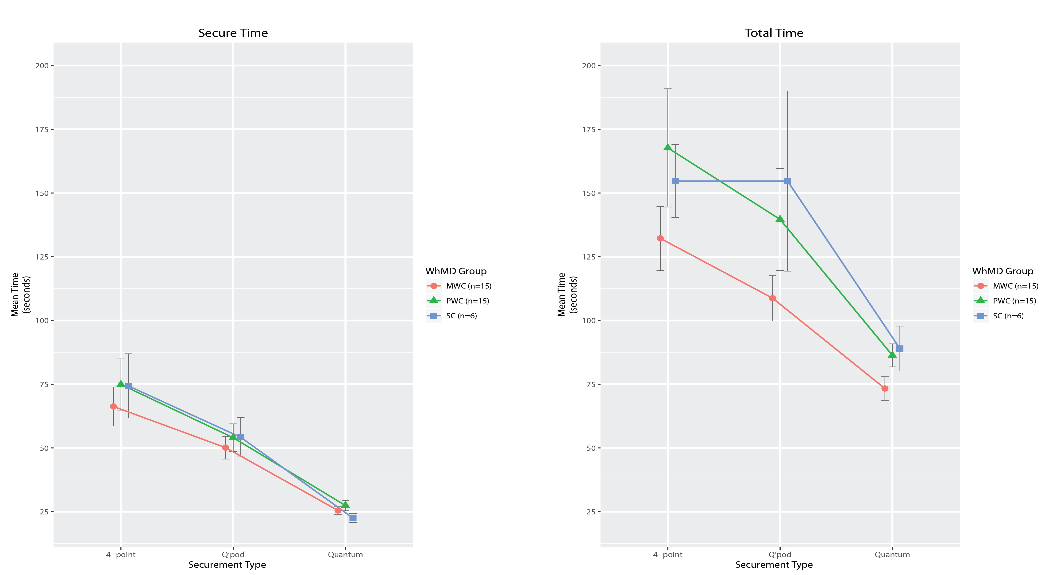 Secure Time
200
175
150
125
100
75
50
25
Mean Time
(seconds)
4-point
Q'pod
Quantum
Securement Type
WhMD Group
MWC (n=15)
PWC (n=15)
SC (n=6)
Total Time
200
175
150
125
100
75
50
25
Mean Time
(seconds)
4-point
Q'pod
Quantum
Securement Type
WhMD Group
MWC (n=15)
PWC (n=15)
SC (n=6)